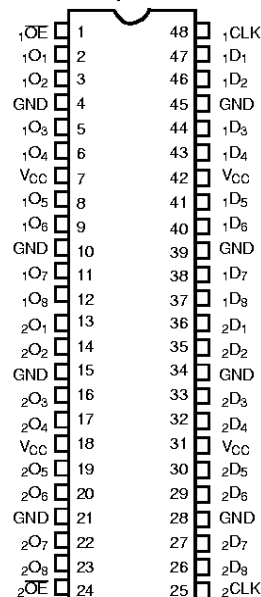 1OE 1 48 1CLK
1O1 2 47 1D1
1O2 3 46 1D2
GND 4 45 GND
1O3 5 44 1D3
1O4 6 43 1D4
VCC 7 42 VCC
1O5 8 41 1D5
1O6 9 40 1D6
GND 10 39 GND
1O7 11 38 1D7
1O8 12 37 1D8
2O1 13 36 2D1
2O2 14 35 2D2
GND 15 34 GND
2O3 16 33 2D3
2O4 17 32 2D4
VCC 18 31 VCC
2O5 19 30 2D5
2O6 20 29 2D6
GND 21 28 GND
2O7 22 27 2D7
2O8 23 26 2D8
2OE 24 25 2CLK